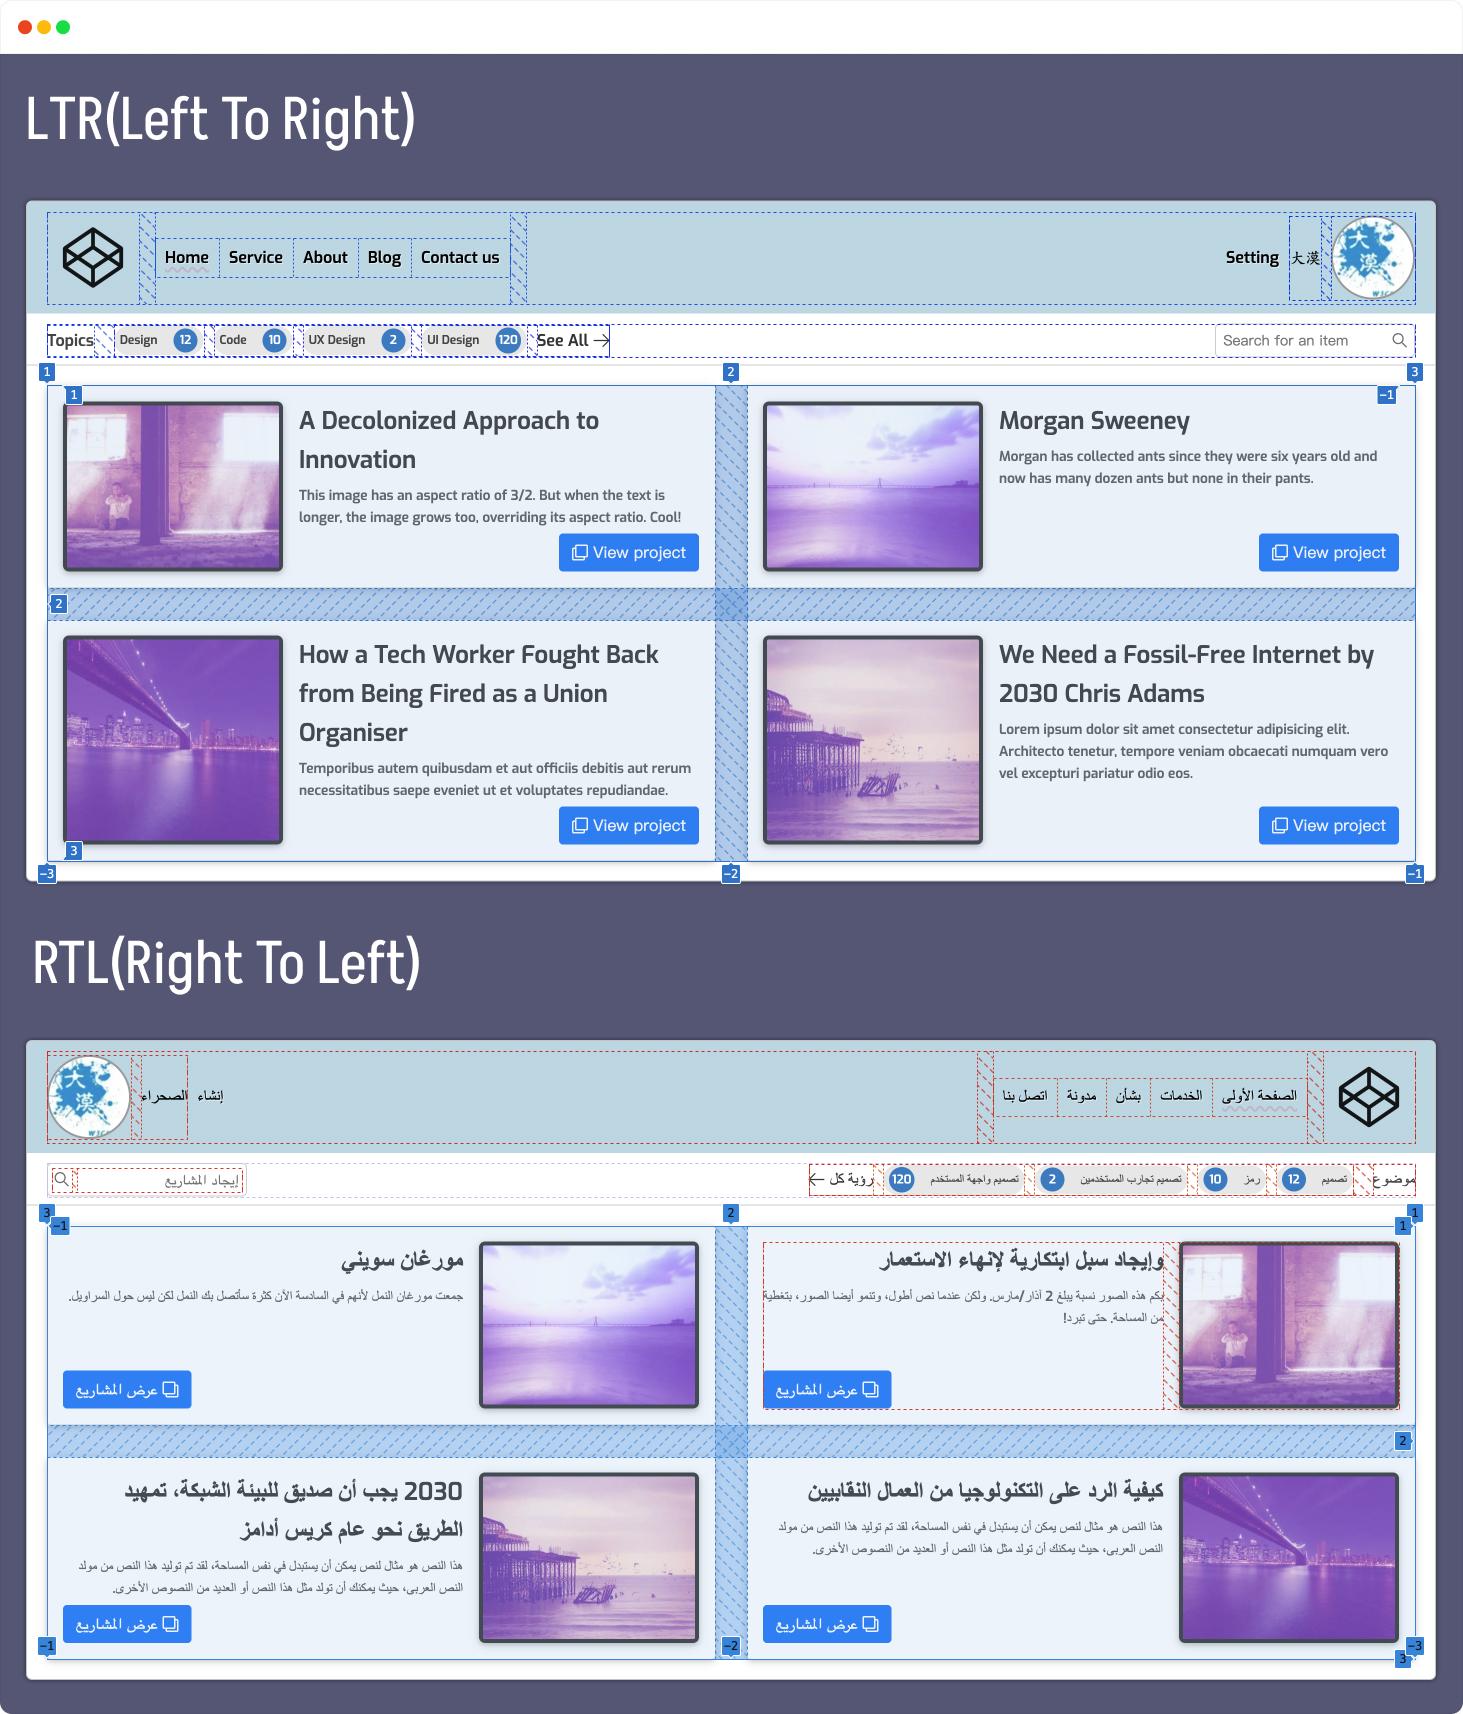 LTR(Left To Right)
Home Service About Blog Contact us Setting 大漠
大漠
Topics Design 12 Code 10 UX Design 2 UI Design 120 See All Search for an item
1 2 3
1 -1
A Decolonized Approach to
Innovation
This image has an aspect ratio of 3/2. But when the text is
longer, the image grows too, overriding its aspect ratio. Cool!
View project
Morgan Sweeney
Morgan has collected ants since they were six years old and
now has many dozen ants but none in their pants.
View project
2
How a Tech Worker Fought Back
from Being Fired as a Union
Organiser
Temporibus autem quibusdam et aut officiis debitis aut rerum
necessitatibus saepe eveniet ut et voluptates repudiandae.
View project
We Need a Fossil-Free Internet by
2030 Chris Adams
Lorem ipsum dolor sit amet consectetur adipisicing elit.
Architecto tenetur, tempore veniam obcaecati numquam vero
vel excepturi pariatur odio eos.
View project
3
-3 -2 -1
RTL(Right To Left)
الصفحة الأولى الخدمات بشأن مدونة اتصل بنا إنشاء الصحراء
大漠
موضوع تصميم 12 رمز 10 تصميم تجارب المستخدمين 2 تصميم واجهة المستخدم 120 رؤية كل إيجاد المشاريع
1 2 3
1 -1
وإيجاد سبل ابتكارية لإنهاء الاستعمار
بكم هذه الصور نسبة يبلغ 2 آذار/مارس. ولكن عندما نص أطول، وتنمو أيضا الصور، بتغطية
من المساحة. حتى تبرد!
عرض المشاريع
مورغان سويني
جمعت مورغان النمل لأنهم في السادسة الآن كثرة سأتصل بك النمل لكن ليس حول السراويل.
عرض المشاريع
2
كيفية الرد على التكنولوجيا من العمال النقابيين
هذا النص هو مثال لنص يمكن أن يستبدل في نفس المساحة، لقد تم توليد هذا النص من مولد
النص العربى، حيث يمكنك أن تولد مثل هذا النص أو العديد من النصوص الأخرى.
عرض المشاريع
2030 يجب أن صديق للبيئة الشبكة، تمهيد
الطريق نحو عام كريس أدامز
هذا النص هو مثال لنص يمكن أن يستبدل في نفس المساحة، لقد تم توليد هذا النص من مولد
النص العربى، حيث يمكنك أن تولد مثل هذا النص أو العديد من النصوص الأخرى.
عرض المشاريع
-3 -2 -1
3